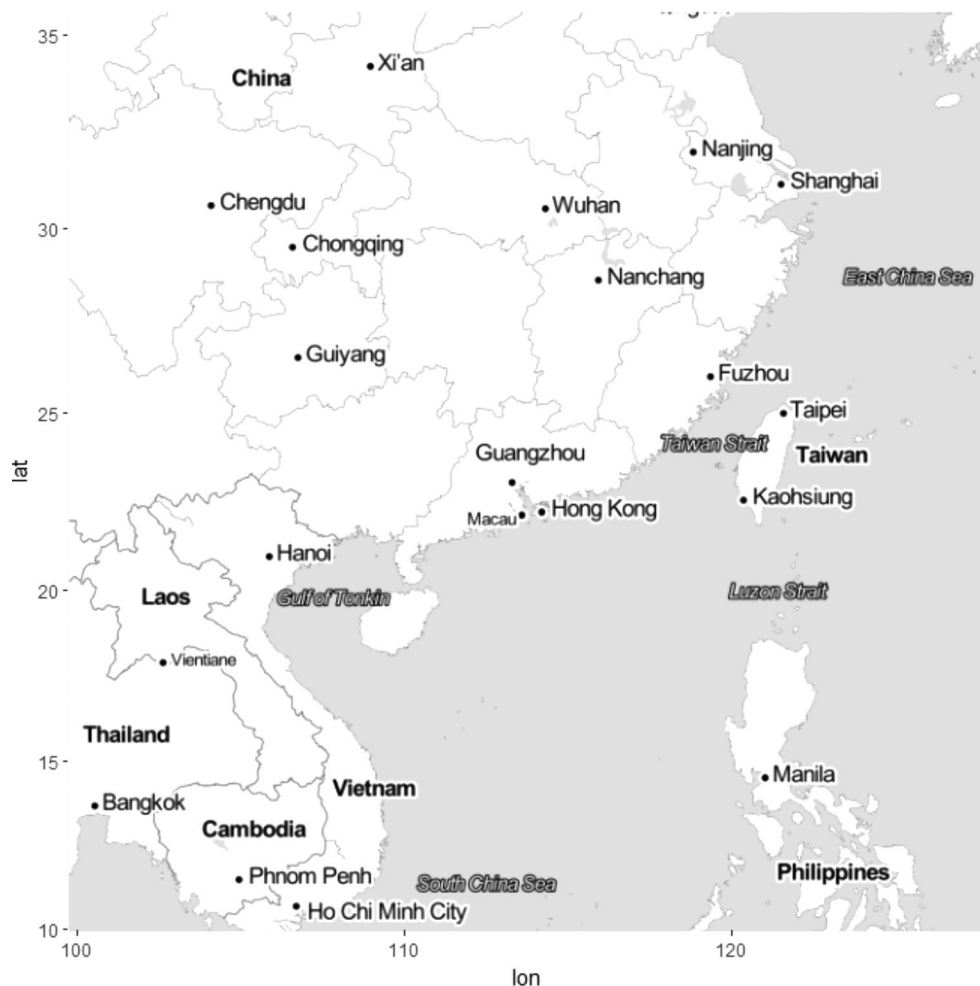 35
Xi'an
China
Nanjing
Shanghai
Chengdu
Wuhan
30
Chongqing
Nanchang
East China Sea
Guiyang
Fuzhou
25
Taipei
Taiwan Strait
Guangzhou
Taiwan
lat
Kaohsiung
Macau
Hong Kong
Hanoi
20
Laos
Gulf of Tonkin
Luzon Strait
Vientiane
Thailand
15
Manila
Vietnam
Bangkok
Cambodia
Philippines
Phnom Penh
South China Sea
Ho Chi Minh City
10
100
110
120
lon